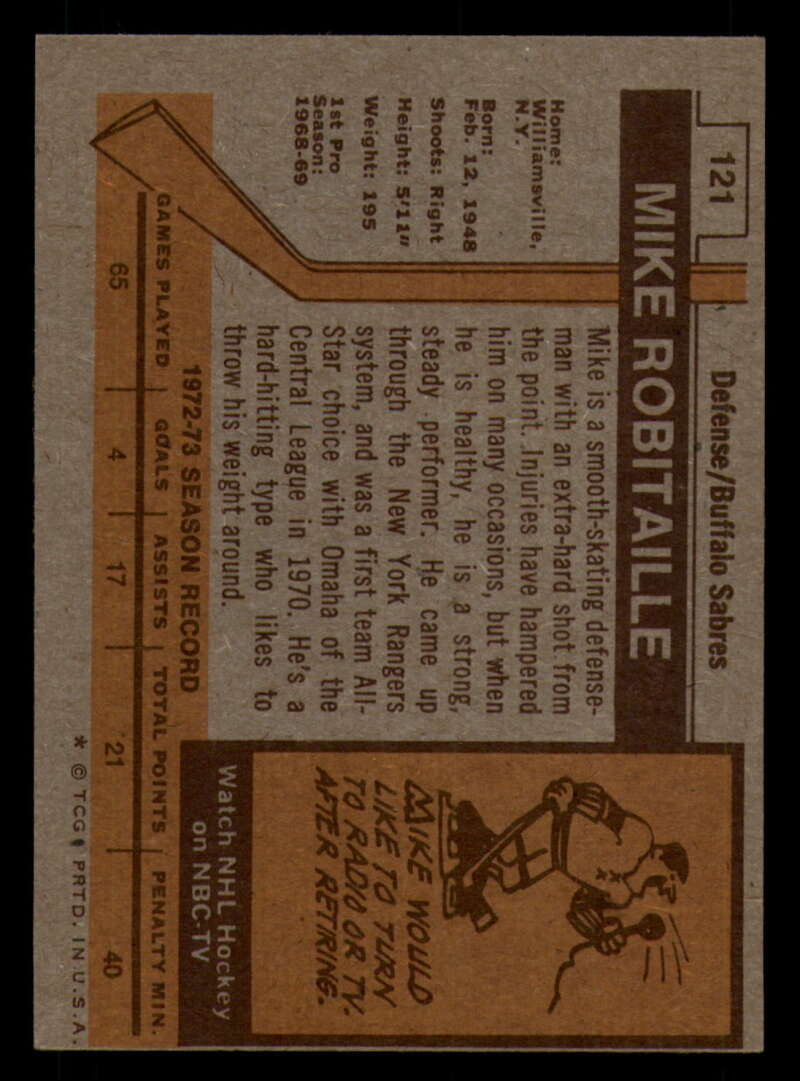 121
Defense/Buffalo Sabres
MIKE ROBITAILLE
Home:
Williamsville,
N.Y.
Born:
Feb. 12, 1948
Shoots: Right
Height: 5'11"
Weight: 195
1st Pro
Season:
1968-69
Mike is a smooth-skating defense-
man with an extra-hard shot from
the point. Injuries have hampered
him on many occasions, but when
he is healthy, he is a strong,
steady performer. He came up
through the New York Rangers
system, and was a first team All-
Star choice with Omaha of the
Central League in 1970. He's a
hard-hitting type who likes to
throw his weight around.
MIKE WOULD
LIKE TO TURN
TO RADIO OR TV.
AFTER RETIRING.
Watch NHL Hockey
on NBC-TV
1972-73 SEASON RECORD
GAMES PLAYED GOALS ASSISTS TOTAL POINTS PENALTY MIN.
65 4 17 21 40
* © TCG PRTD. IN U.S.A.